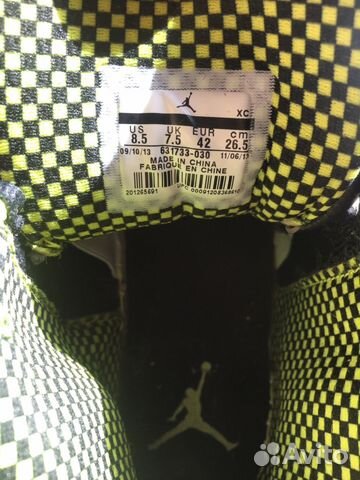 XC
US UK EUR cm
8.5 7.5 42 26.5
09/10/13 631733-030 11/06/13
MADE IN CHINA
FABRIQUÉ EN CHINE
201265691
Avito